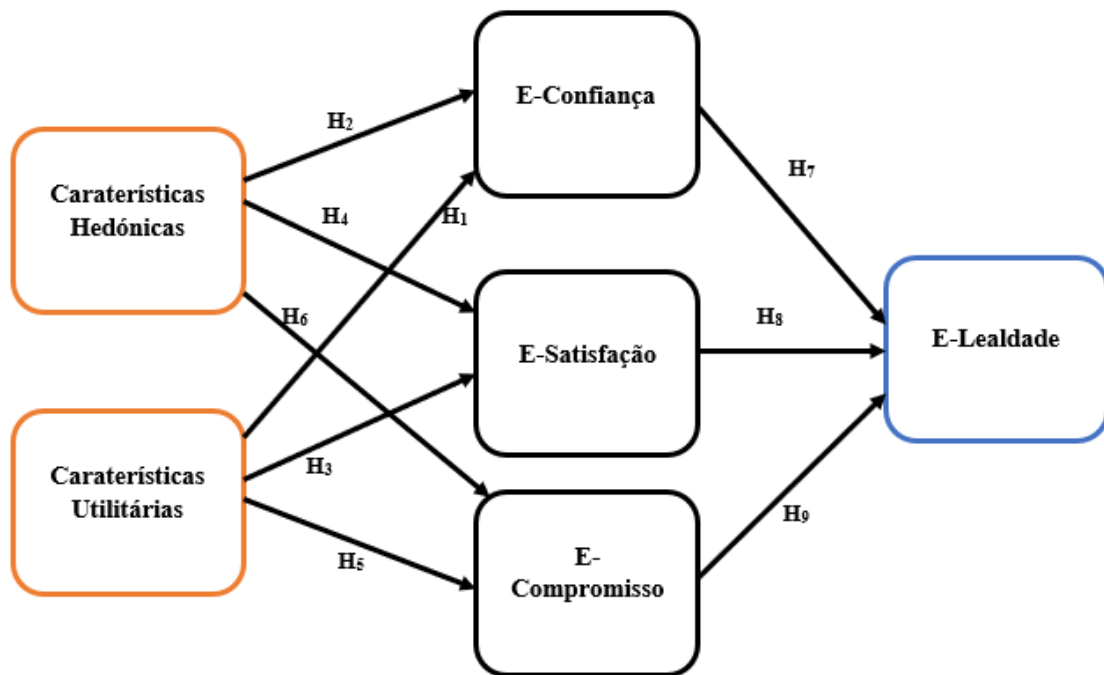 E-Confiança
H₂
H₇
Caraterísticas
Hedónicas
H₄
H₁
H₆
H₈
E-Satisfação
E-Lealdade
H₃
Caraterísticas
Utilitárias
H₉
H₅
E-
Compromisso